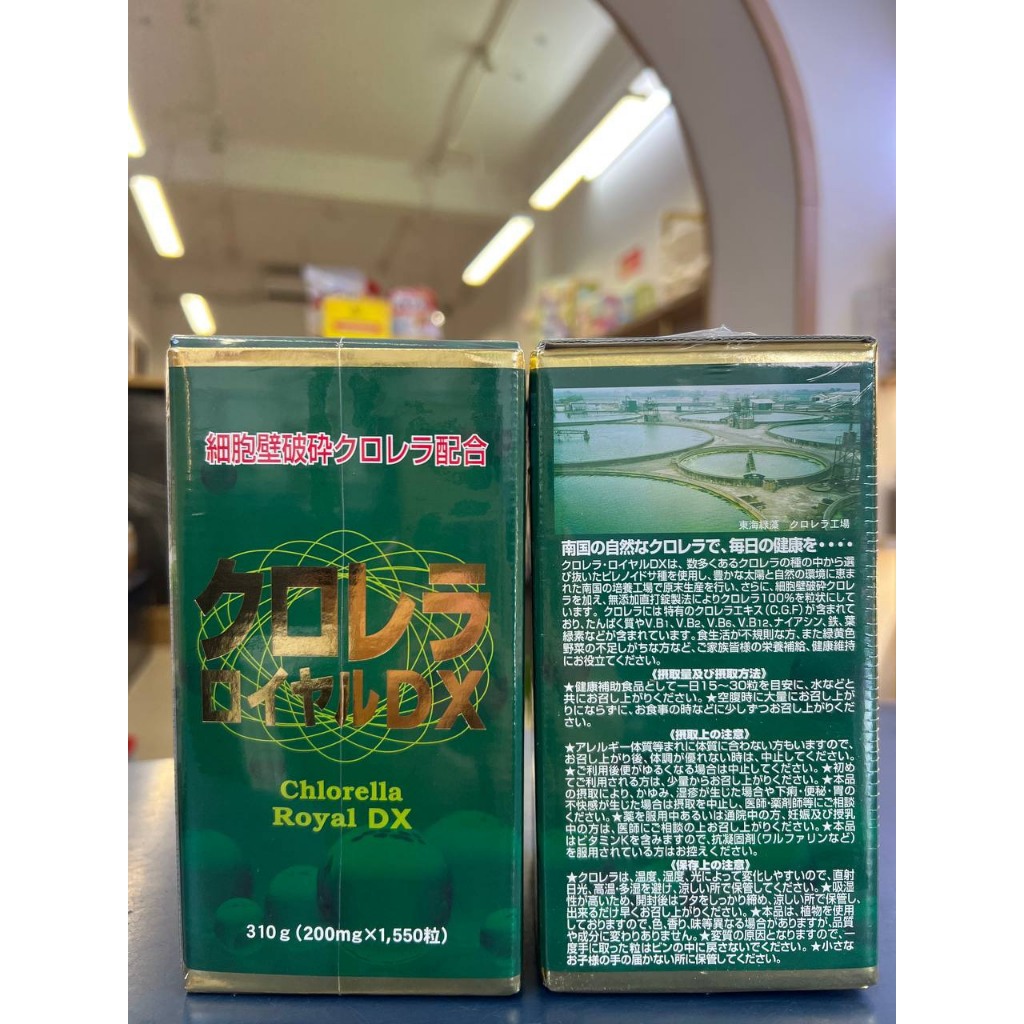 細胞壁破砕クロレラ配合
クロレラ
ロイヤルDX
Chlorella
Royal DX
310g(200mg×1,550粒)
東海緑藻 クロレラ工場
南国の自然なクロレラで、毎日の健康を・・・・
クロレラ・ロイヤルDXは、数多くあるクロレラの種の中から選
び抜いたピレノイドサ種を使用し、豊かな太陽と自然の環境に恵ま
れた南国の培養工場で原末生産を行い、さらに、細胞壁破砕クロレ
ラを加え、無添加直打錠製法によりクロレラ100%を粒状にして
います。クロレラには特有のクロレラエキス(C.G.F)が含まれて
おり、たんぱく質やV.B1、V.B2、V.B6、V.B12、ナイアシン、鉄、葉
緑素などが含まれています。食生活が不規則な方、また緑黄色
野菜の不足しがちな方など、ご家族皆様の栄養補給、健康維持
にお役立てください。
《摂取量及び摂取方法》
★健康補助食品として一日15～30粒を目安に、水などと
共にお召し上がりください。★空腹時に大量にお召し上が
りにならずに、お食事の時などに少しずつお召し上がりくだ
さい。
《摂取上の注意》
★アレルギー体質等まれに体質に合わない方もいますので、
お召し上がり後、体調が優れない時は、中止してください。
★ご利用後便がゆるくなる場合は中止してください。★初め
てご利用される方は、少量からお召し上がりください。★本品
の摂取により、かゆみ、湿疹が生じた場合や下痢・便秘・胃の
不快感が生じた場合は摂取を中止し、医師・薬剤師等にご相談
ください。★薬を服用中あるいは通院中の方、妊娠及び授乳
中の方は、医師にご相談の上お召し上がりください。★本品
はビタミンKを含みますので、抗凝固剤(ワルファリンなど)
を服用されている方はお控えください。
《保存上の注意》
★クロレラは、温度、湿度、光によって変化しやすいので、直射
日光、高温・多湿を避け、涼しい所で保管してください。★吸湿
性が高いため、開封後はフタをしっかり締め、涼しい所で保管し、
出来るだけ早くお召し上がりください。★本品は、植物を使用し
ておりますので、色、香り、味等異なる場合がありますが、品質
や成分に変わりありません。★変質の原因となりますので、一
度手に取った粒はビンの中に戻さないでください。★小さな
お子様の手の届かない所に保管してください。